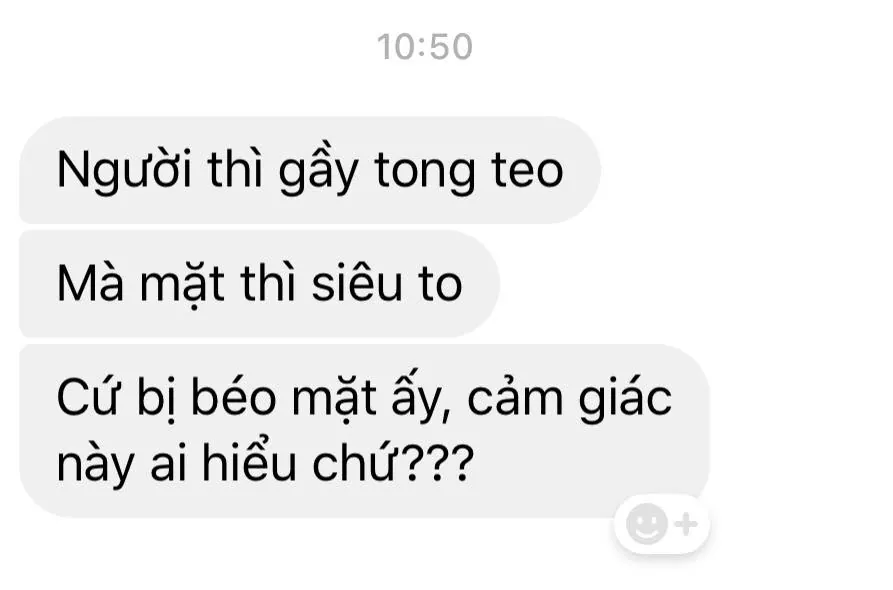 10:50
Người thì gầy tong teo
Mà mặt thì siêu to
Cứ bị béo mặt ấy, cảm giác
này ai hiểu chứ???